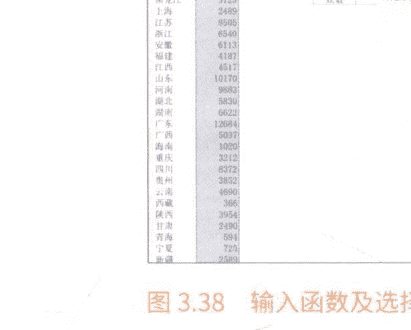 上海 2489
江苏 9505
浙江 6540
安徽 6113
福建 4187
江西 4517
山东 10170
河南 9883
湖北 5830
湖南 6622
广东 12684
广西 5037
海南 1020
重庆 3212
四川 8372
贵州 3852
云南 4690
西藏 366
陕西 3954
甘肃 2490
青海 594
宁夏 725
新疆 2589
图 3.38 输入函数及选择